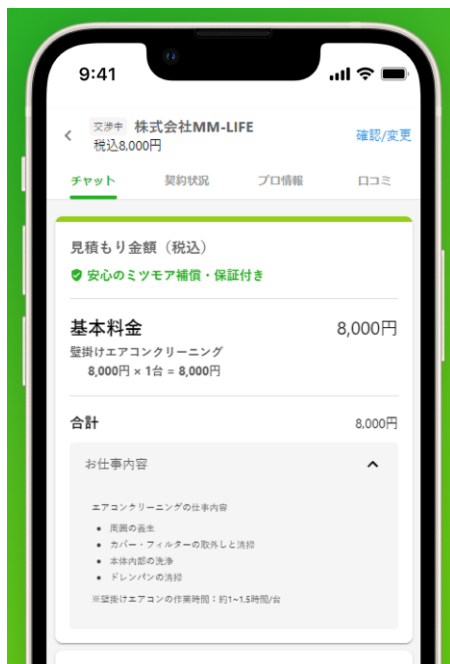 9:41
交渉中 株式会社MM-LIFE
税込8,000円
確認/変更
チャット 契約状況 プロ情報 口コミ
見積もり金額（税込）
安心のミツモア補償・保証付き
基本料金 8,000円
壁掛けエアコンクリーニング
8,000円 × 1台 = 8,000円
合計 8,000円
お仕事内容
エアコンクリーニングの仕事内容
• 周囲の養生
• カバー・フィルターの取外しと清掃
• 本体内部の洗浄
• ドレンパンの清掃
※壁掛けエアコンの作業時間：約1~1.5時間/台